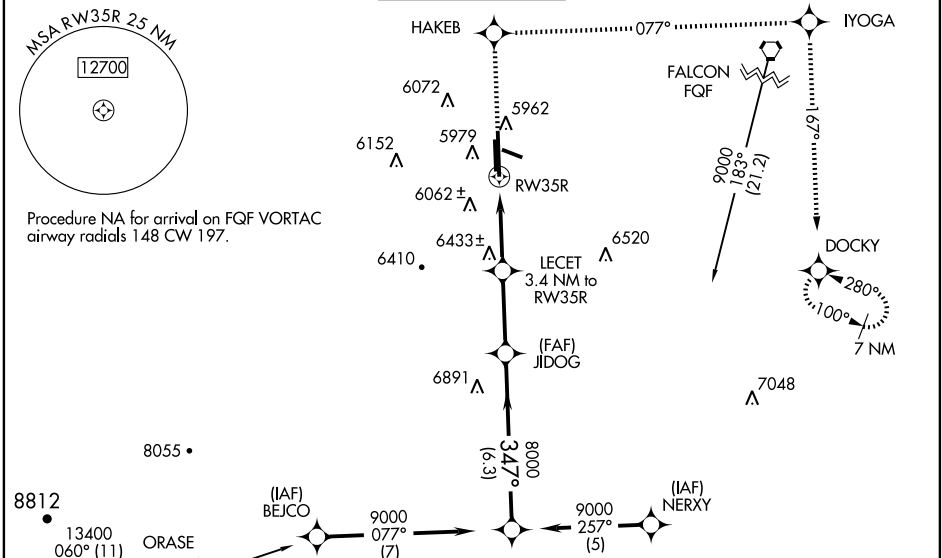 MSA RW35R 25 NM
12700
Procedure NA for arrival on FQF VORTAC
airway radials 148 CW 197.
HAKEB
077°
IYOGA
FALCON
FQF
6072
5962
5979
6152
167°
9000
183°
(21.2)
RW35R
6062±
6433±
6520
6410
LECET
3.4 NM to
RW35R
DOCKY
280°
100°
7 NM
(FAF)
JIDOG
6891
7048
8055
8000
347°
(6.3)
8812
(IAF)
BEJCO
(IAF)
NERXY
9000
077°
(7)
9000
257°
(5)
13400
060° (11)
ORASE